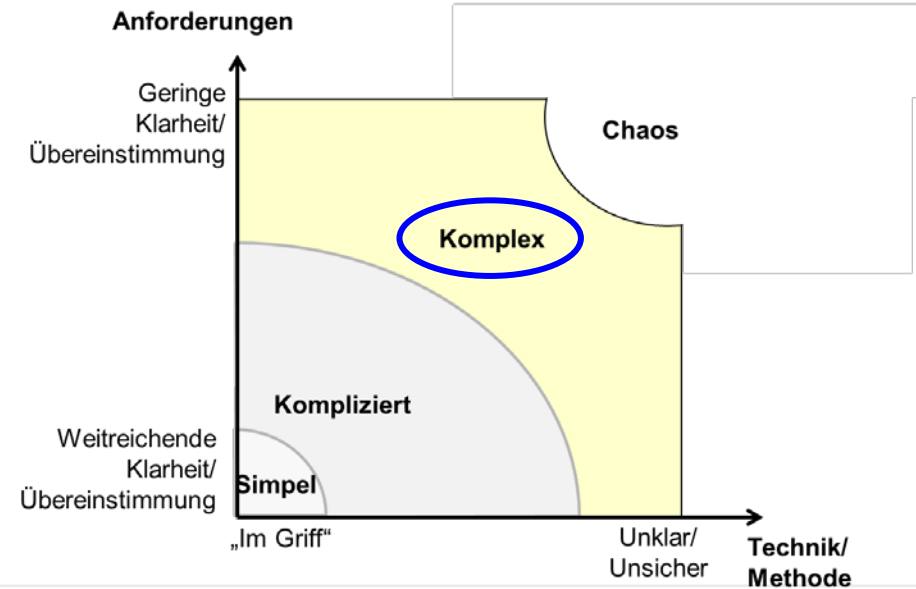 Anforderungen
Geringe
Klarheit/
Übereinstimmung
Chaos
Komplex
Kompliziert
Weitreichende
Klarheit/
Übereinstimmung
Simpel
„Im Griff“
Unklar/
Unsicher
Technik/
Methode